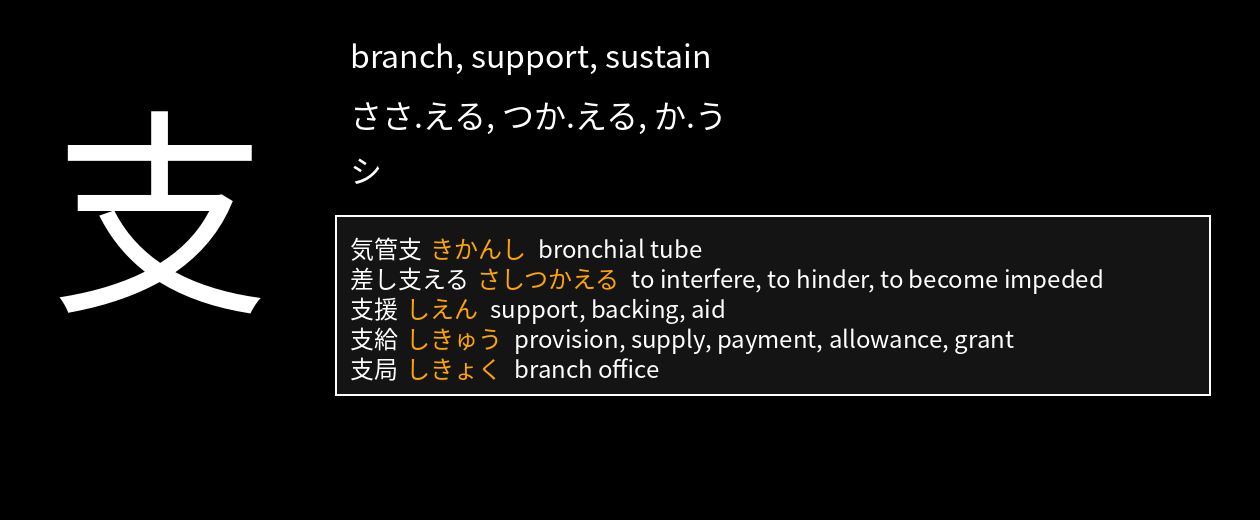 支
branch, support, sustain
ささ.える, つか.える, か.う
シ
気管支 きかんし bronchial tube
差し支える さしつかえる to interfere, to hinder, to become impeded
支援 しえん support, backing, aid
支給 しきゅう provision, supply, payment, allowance, grant
支局 しきょく branch office